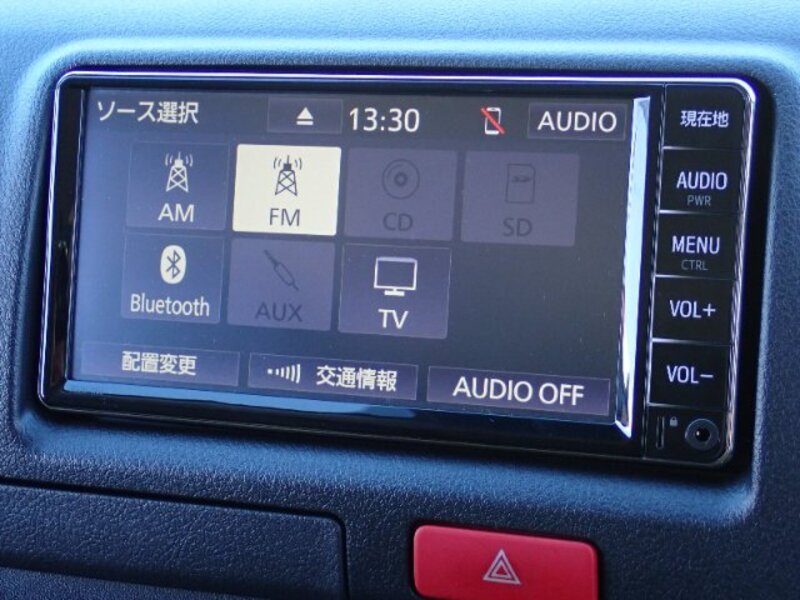 ソース選択 13:30 AUDIO
AM FM CD SD
Bluetooth AUX TV
配置変更 交通情報 AUDIO OFF
現在地
AUDIO
PWR
MENU
CTRL
VOL+
VOL−